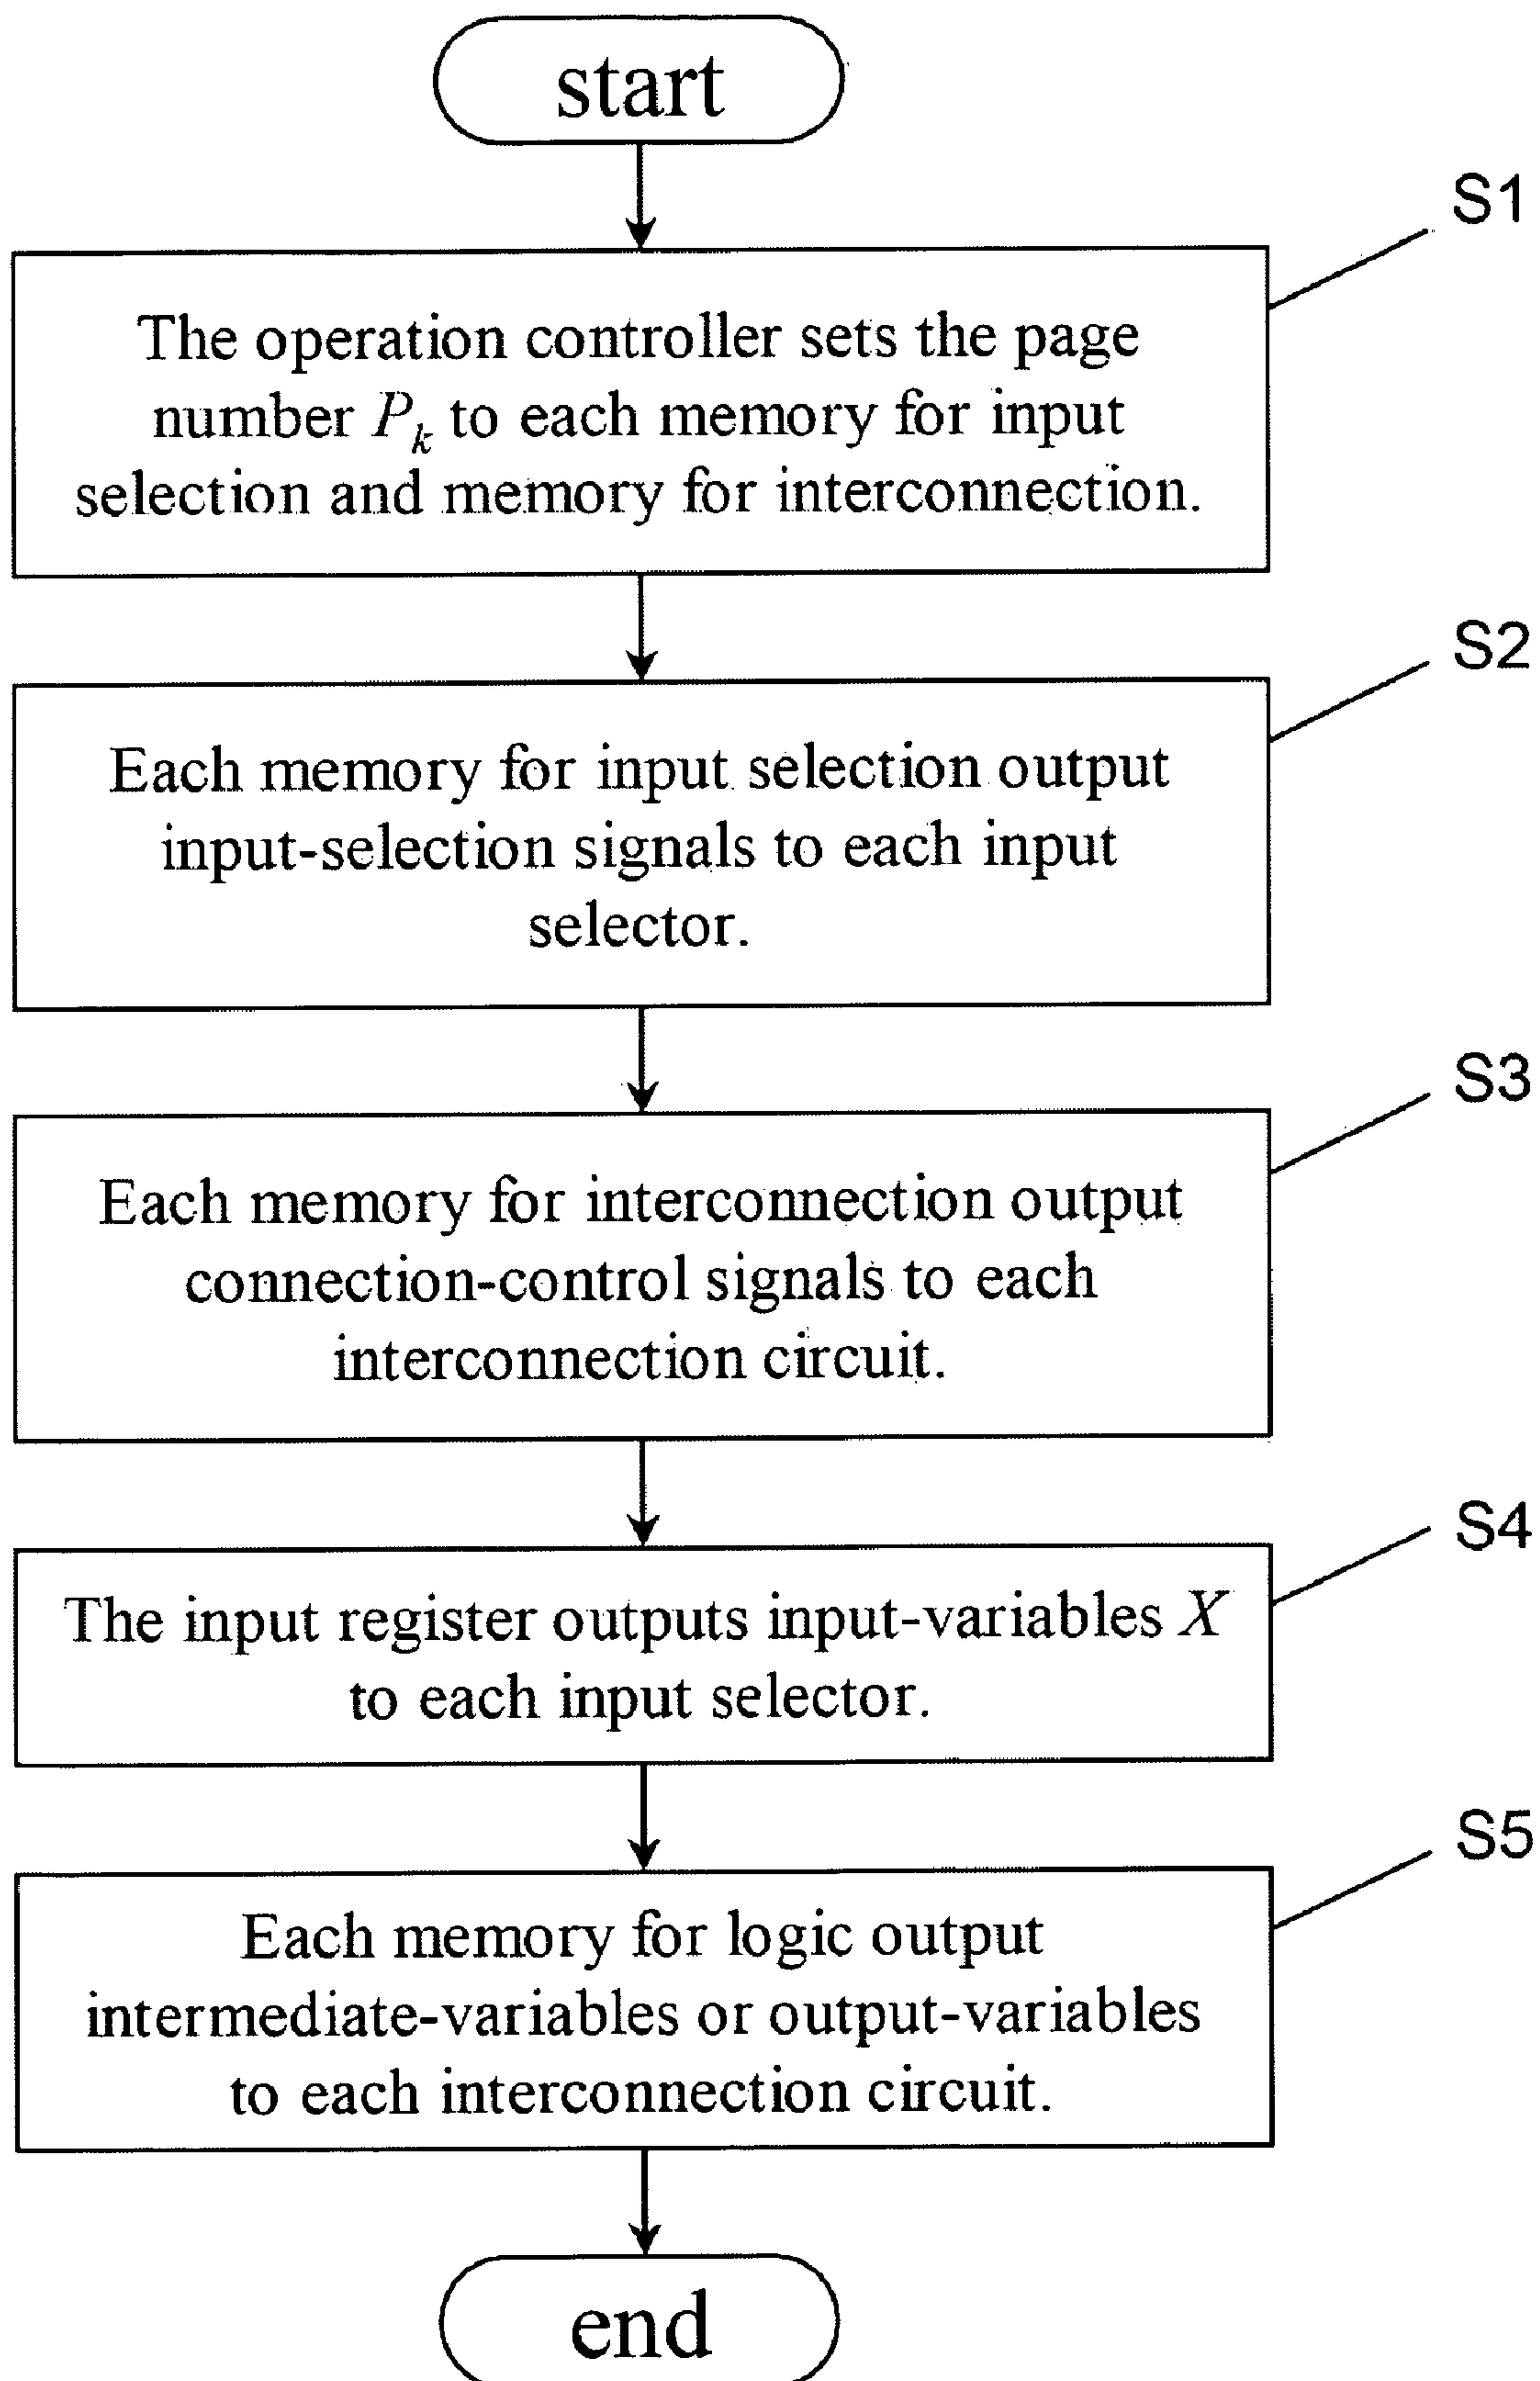 start
S1
The operation controller sets the page
number Pk to each memory for input
selection and memory for interconnection.
S2
Each memory for input selection output
input-selection signals to each input
selector.
S3
Each memory for interconnection output
connection-control signals to each
interconnection circuit.
S4
The input register outputs input-variables X
to each input selector.
S5
Each memory for logic output
intermediate-variables or output-variables
to each interconnection circuit.
end